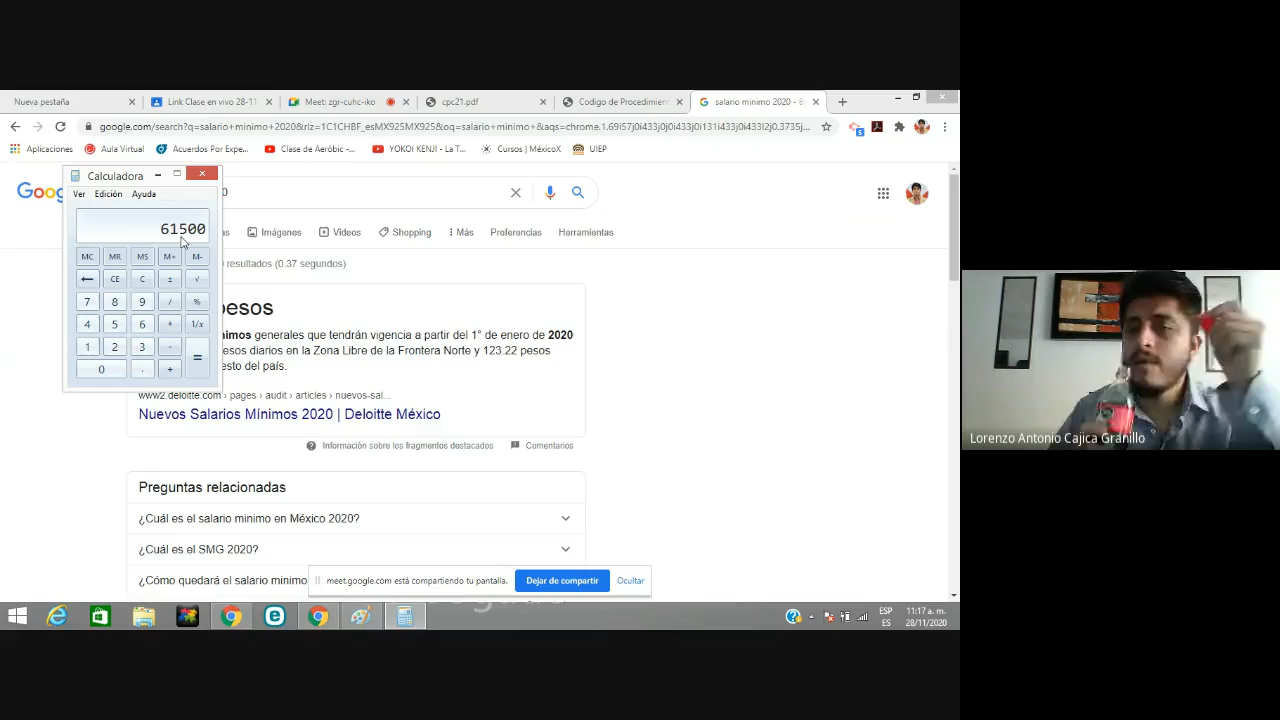 Nueva pestaña
Link Clase en vivo 28-11
Meet: zgr-cuhc-iko
cpc21.pdf
Codigo de Procedimien
salario minimo 2020 - B
google.com/search?q=salario+minimo+2020&rlz=1C1CHBF_esMX925MX925&oq=salario+minimo+&aqs=chrome.1.69i57j0i433j0j0i433j0i131i433j0i433l2j0.3735j...
Aplicaciones
Aula Virtual
Acuerdos Por Expe...
Clase de Aeróbic...
YOKOI KENJI - La T...
Cursos | MéxicoX
UIEP
Calculadora
Ver Edición Ayuda
61500
MC MR MS M+ M-
← CE C ± √
7 8 9 / %
4 5 6 * 1/x
1 2 3 - =
0 . +
Goog
0
Imágenes
Videos
Shopping
Más
Preferencias
Herramientas
resultados (0.37 segundos)
pesos
nimos generales que tendrán vigencia a partir del 1° de enero de 2020
esos diarios en la Zona Libre de la Frontera Norte y 123.22 pesos
esto del país.
www2.deloitte.com › pages › audit › articles › nuevos-sal...
Nuevos Salarios Mínimos 2020 | Deloitte México
Información sobre los fragmentos destacados
Comentarios
Preguntas relacionadas
¿Cuál es el salario minimo en México 2020?
¿Cuál es el SMG 2020?
¿Cómo quedará el salario minimo
meet.google.com está compartiendo tu pantalla.
Dejar de compartir
Ocultar
ESP
ES
11:17 a. m.
28/11/2020
Lorenzo Antonio Cajica Granillo